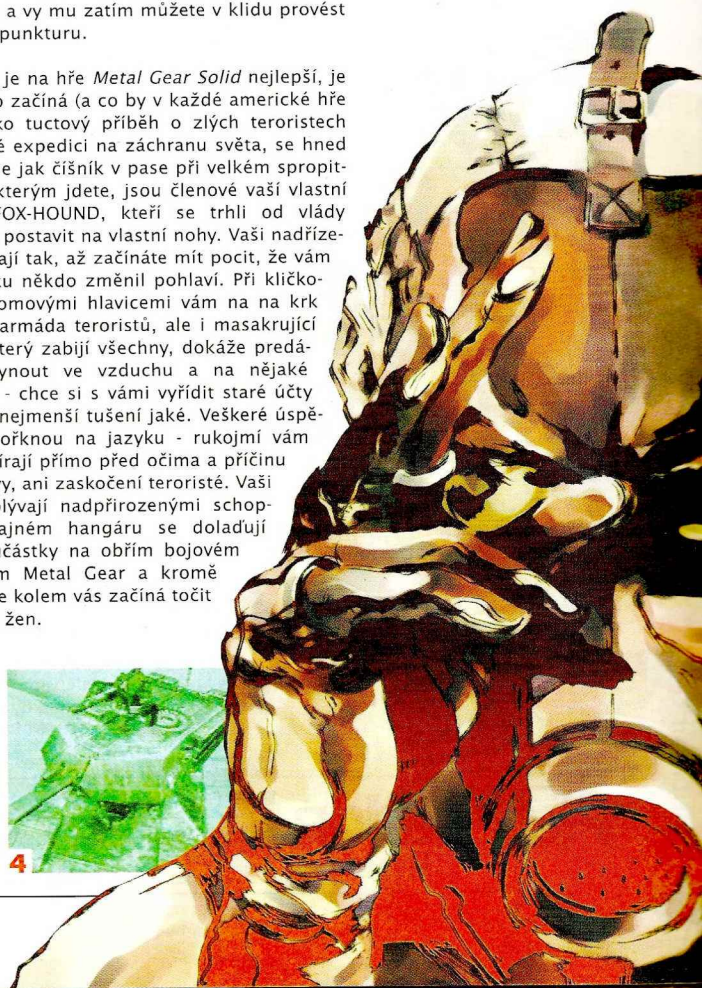 a vy mu zatím můžete v klidu provést
punkturu.
je na hře Metal Gear Solid nejlepší, je
o začíná (a co by v každé americké hře
ko tuctový příběh o zlých teroristech
é expedici na záchranu světa, se hned
e jak číšník v pase při velkém spropit-
kterým jdete, jsou členové vaší vlastní
FOX-HOUND, kteří se trhli od vlády
postavit na vlastní nohy. Vaši nadříze-
ají tak, až začínáte mít pocit, že vám
ku někdo změnil pohlaví. Při kličko-
omovými hlavicemi vám na na krk
armáda teroristů, ale i masakrující
terý zabijí všechny, dokáže predá-
ynout ve vzduchu a na nějaké
- chce si s vámi vyřídit staré účty
nejmenší tušení jaké. Veškeré úspě-
ořknou na jazyku - rukojmí vám
írají přímo před očima a příčinu
vy, ani zaskočení teroristé. Vaši
plývají nadpřirozenými schop-
ajném hangáru se dolaďují
účástky na obřím bojovém
m Metal Gear a kromě
e kolem vás začíná točit
žen.
4